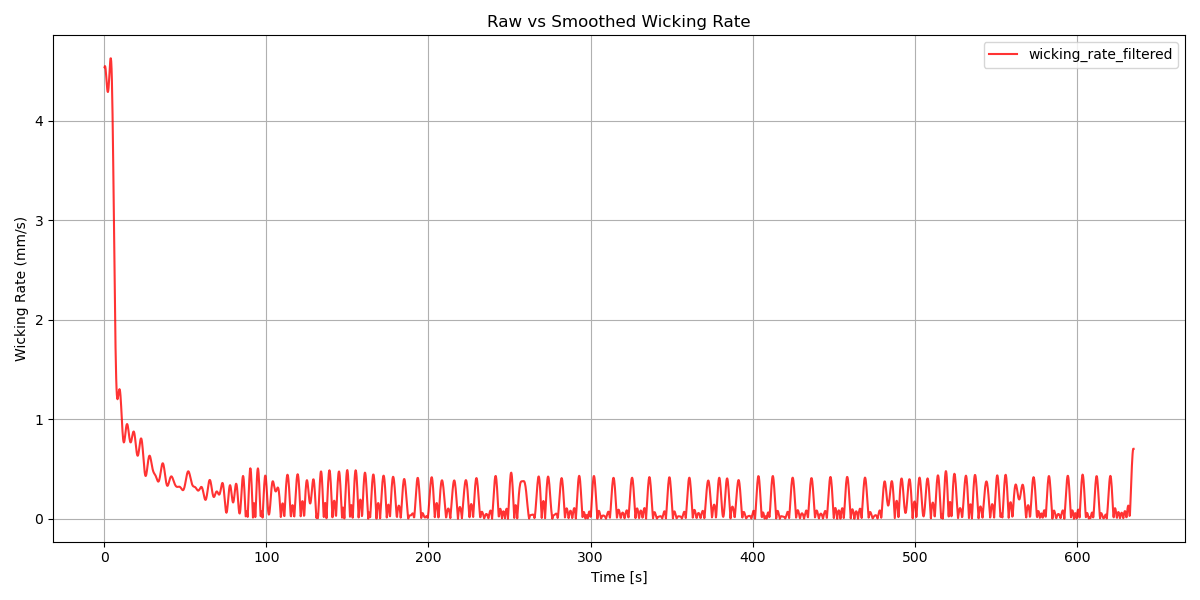 Raw vs Smoothed Wicking Rate
wicking_rate_filtered
Wicking Rate (mm/s)
4
3
2
1
0
0 100 200 300 400 500 600
Time [s]